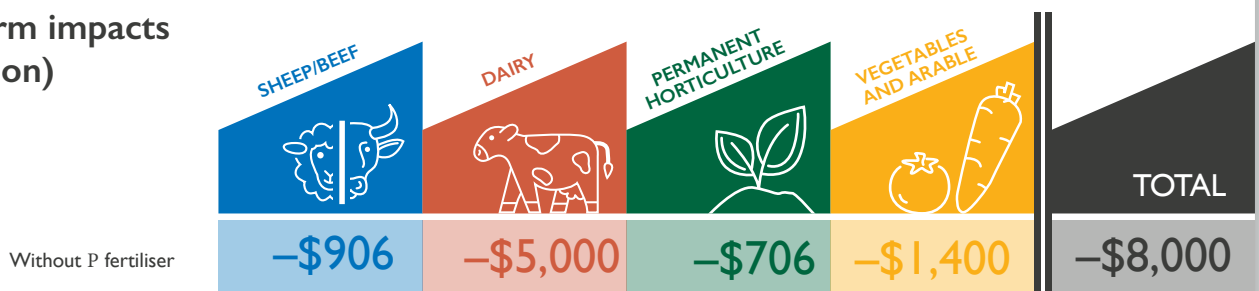 rm impacts
on)
SHEEP/BEEF
DAIRY
PERMANENT
HORTICULTURE
VEGETABLES
AND ARABLE
TOTAL
Without P fertiliser
–$906
–$5,000
–$706
–$1,400
–$8,000